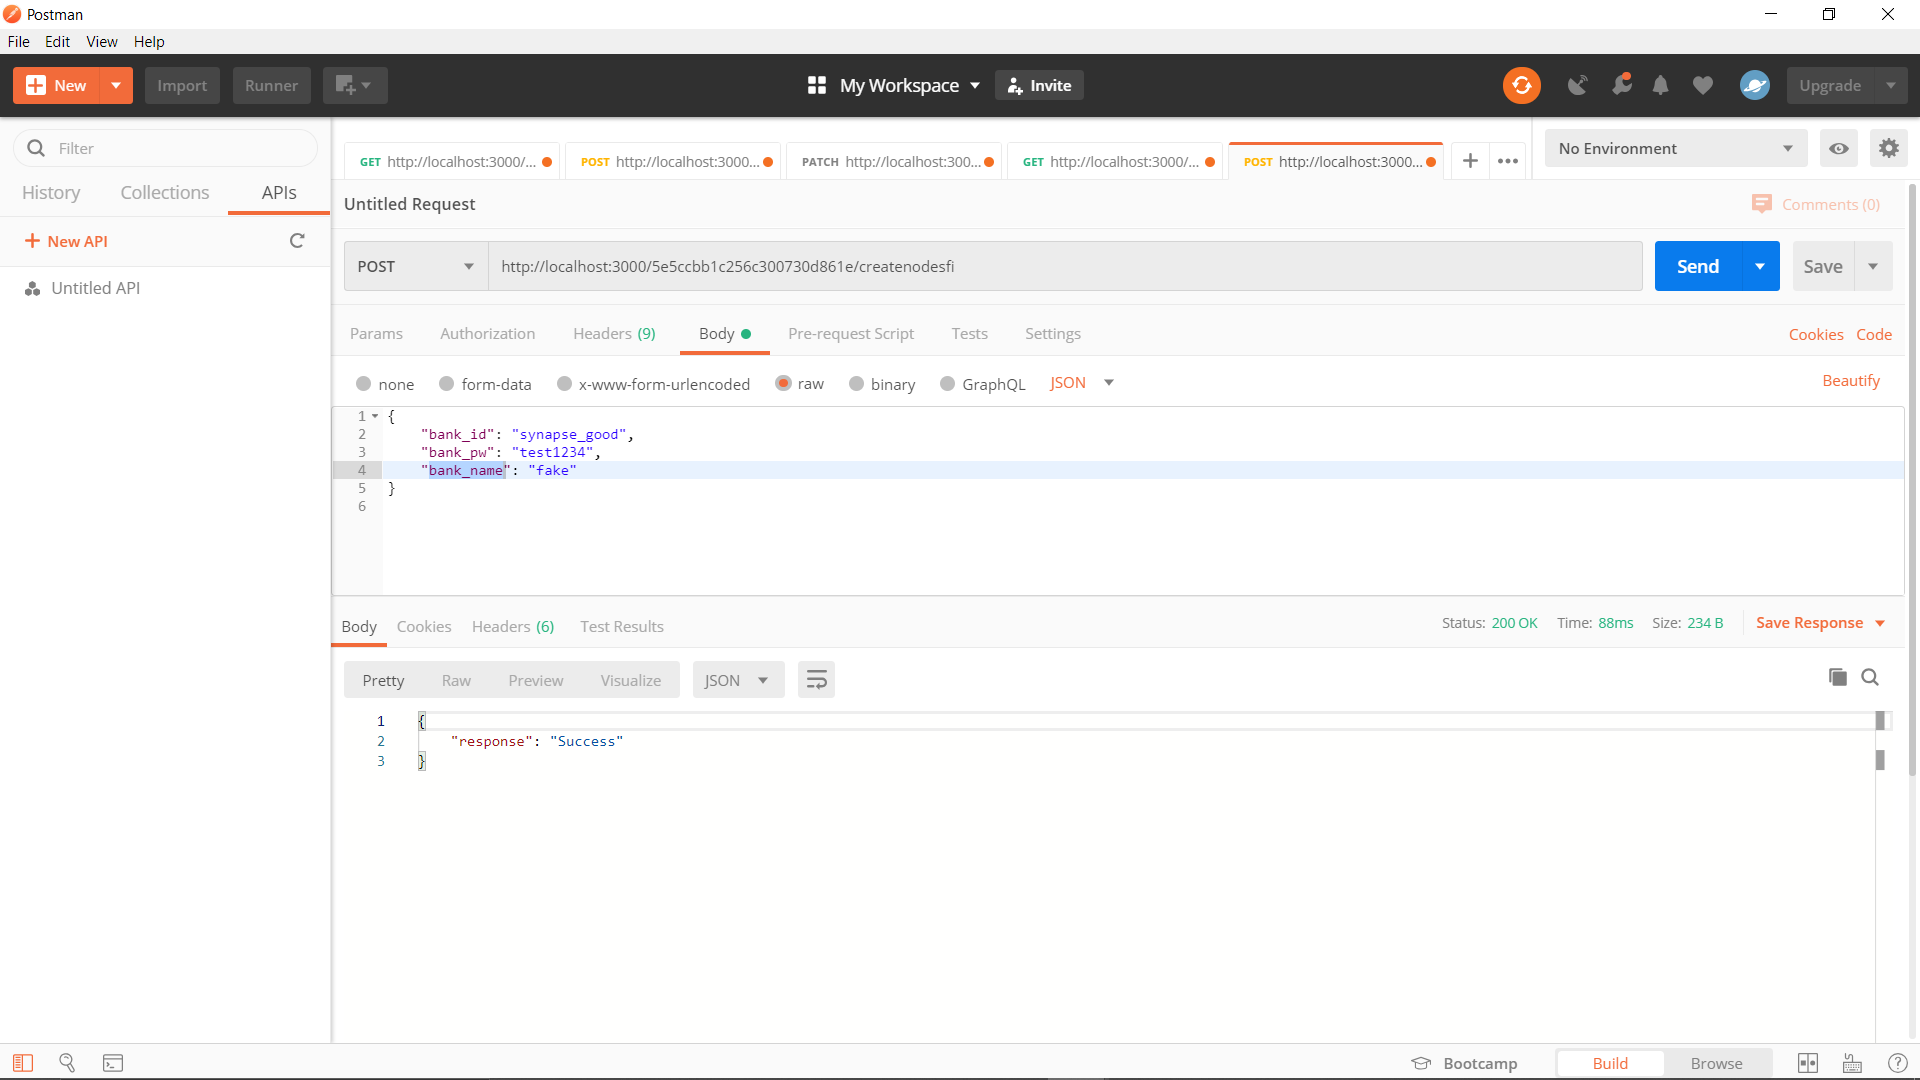 Postman
File Edit View Help
New Import Runner My Workspace Invite Upgrade
Filter
History Collections APIs
New API
Untitled API
GET http://localhost:3000/... POST http://localhost:3000... PATCH http://localhost:300... GET http://localhost:3000/... POST http://localhost:3000...
No Environment
Untitled Request
Comments (0)
POST http://localhost:3000/5e5ccbb1c256c300730d861e/createnodesfi Send Save
Params Authorization Headers (9) Body Pre-request Script Tests Settings Cookies Code
none form-data x-www-form-urlencoded raw binary GraphQL JSON Beautify
1 {
2 "bank_id": "synapse_good",
3 "bank_pw": "test1234",
4 "bank_name": "fake"
5 }
6
Body Cookies Headers (6) Test Results Status: 200 OK Time: 88ms Size: 234 B Save Response
Pretty Raw Preview Visualize JSON
1 {
2 "response": "Success"
3 }
Bootcamp Build Browse